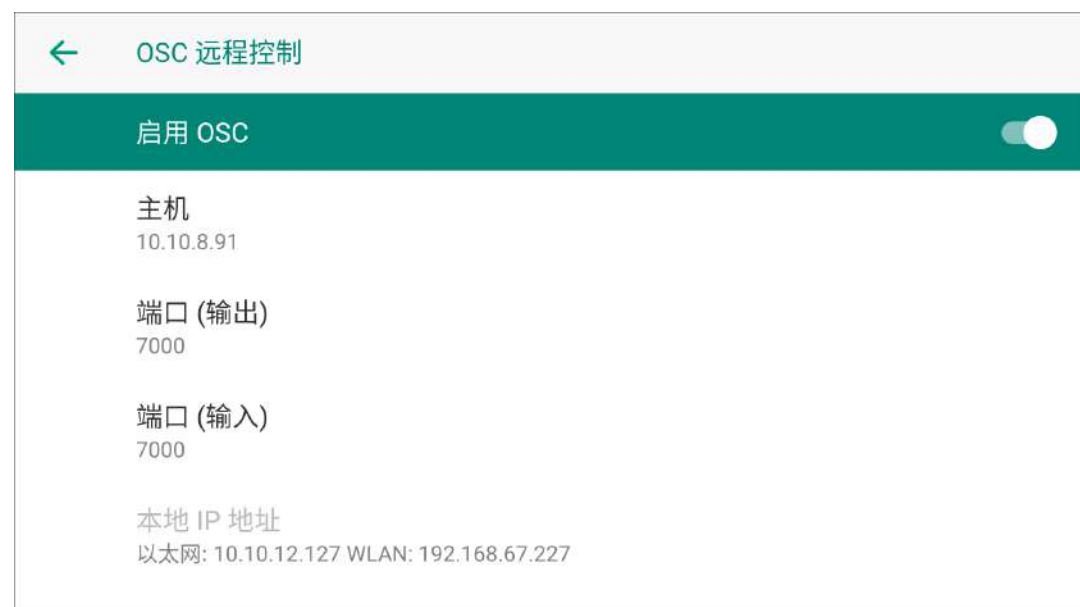 OSC 远程控制
启用 OSC
主机
10.10.8.91
端口 (输出)
7000
端口 (输入)
7000
本地 IP 地址
以太网: 10.10.12.127 WLAN: 192.168.67.227